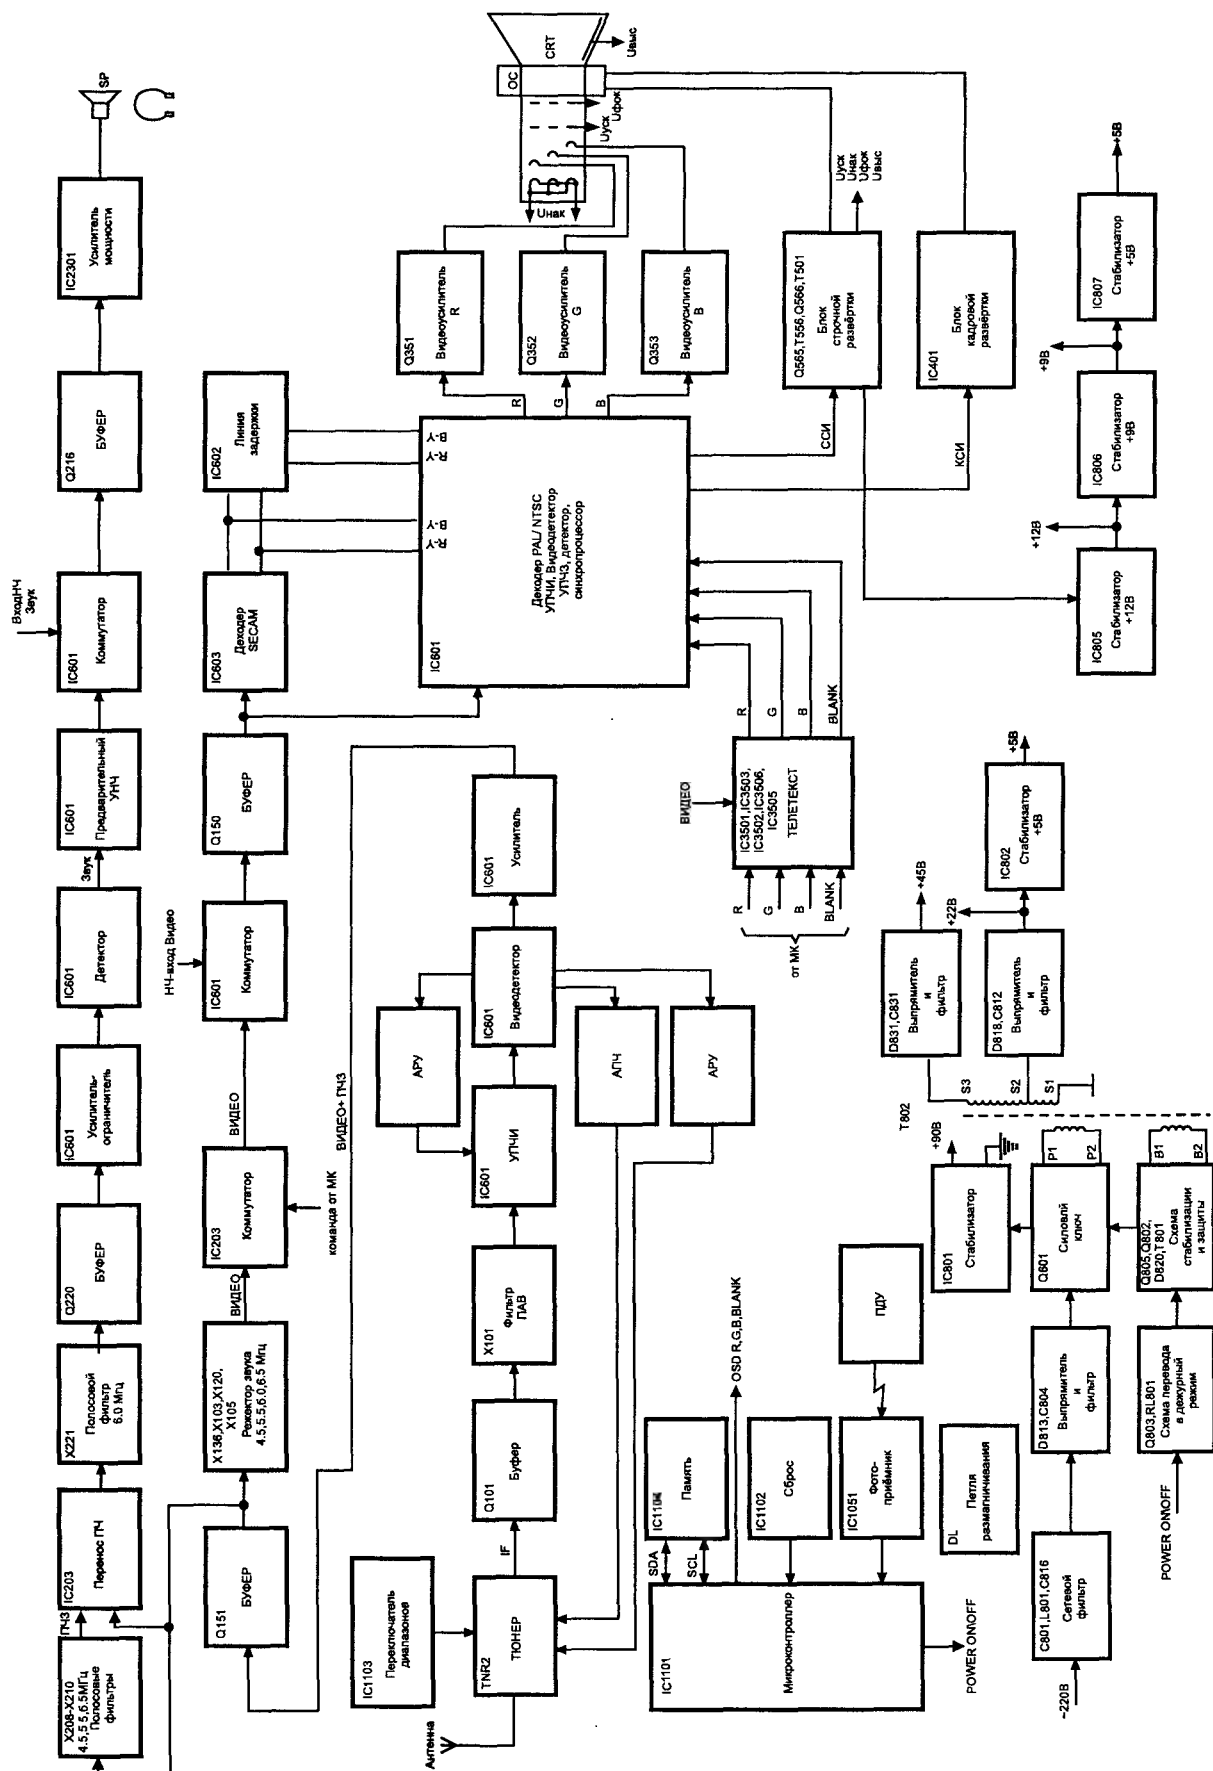 X208-X210
4.5,5.5,6.5МГц
Полосовые
фильтры
ПЧЗ
IC203
Перенос ПЧ
X221
Полосовой
фильтр
6.0 Мгц
Q220
БУФЕР
IC601
Усилитель-
ограничитель
IC601
Детектор
Звук
IC601
Предварительный
УНЧ
ВходНЧ
Звук
IC601
Коммутатор
Q216
БУФЕР
IC2301
Усилитель
мощности
SP
Q151
БУФЕР
X136,X103,X120,
X105
Режектор звука
4.5,5.5,6.0,6.5 Мгц
ВИДЕО
IC203
Коммутатор
команда от МК
ВИДЕО
НЧ-вход Видео
IC601
Коммутатор
Q150
БУФЕР
IC603
Декодер
SECAM
IC602
Линия
задержки
ВИДЕО+ ПЧЗ
R-Y
B-Y
R-Y
B-Y
IC601
Декодер PAL/ NTSC
УПЧИ, Видеодетектор
УПЧЗ, детектор,
синхропроцессор
R
G
B
Q351
Видеоусилитель
R
Q352
Видеоусилитель
G
Q353
Видеоусилитель
B
Uнак
Uуск
Uфок
ОС
CRT
Uвыс
IC1103
Переключатель
диапазонов
Антенна
TNR2
ТЮНЕР
IF
Q101
Буфер
X101
Фильтр
ПАВ
IC601
УПЧИ
АРУ
IC601
Видеодетектор
АПЧ
АРУ
IC601
Усилитель
ССИ
КСИ
Q565,T556,Q566,T501
Блок
строчной
развёртки
Uуск
Uнак
Uфок
Uвыс
IC401
Блок
кадровой
развёртки
IC1101
Микроконтроллер
SDA
SCL
Память
OSD R,G,B,BLANK
IC1102
Сброс
IC1051
Фото-
приёмник
ПДУ
POWER ON\OFF
ВИДЕО
от МК
R
G
B
BLANK
IC3501,IC3503,
IC3502,IC3506,
IC3505
ТЕЛЕТЕКСТ
R
G
B
BLANK
DL
Петля
размагничивания
~220В
C801,L801,C816
Сетевой
фильтр
D813,C804
Выпрямитель
и
фильтр
Q601
Силовлй
ключ
IC801
Стабилизатор
+90В
POWER ON\OFF
Q803,RL801
Схема перевода
в дежурный
режим
Q805,Q802,
D820,T801
Схема
стабилизации
и защиты
P1
P2
B1
B2
T802
S3
S2
S1
D831,C831
Выпрямитель
и
фильтр
+45В
D818,C812
Выпрямитель
и
фильтр
+22В
IC802
Стабилизатор
+5В
+5В
IC805
Стабилизатор
+12В
+12В
IC806
Стабилизатор
+9В
+9В
IC807
Стабилизатор
+5В
+5В